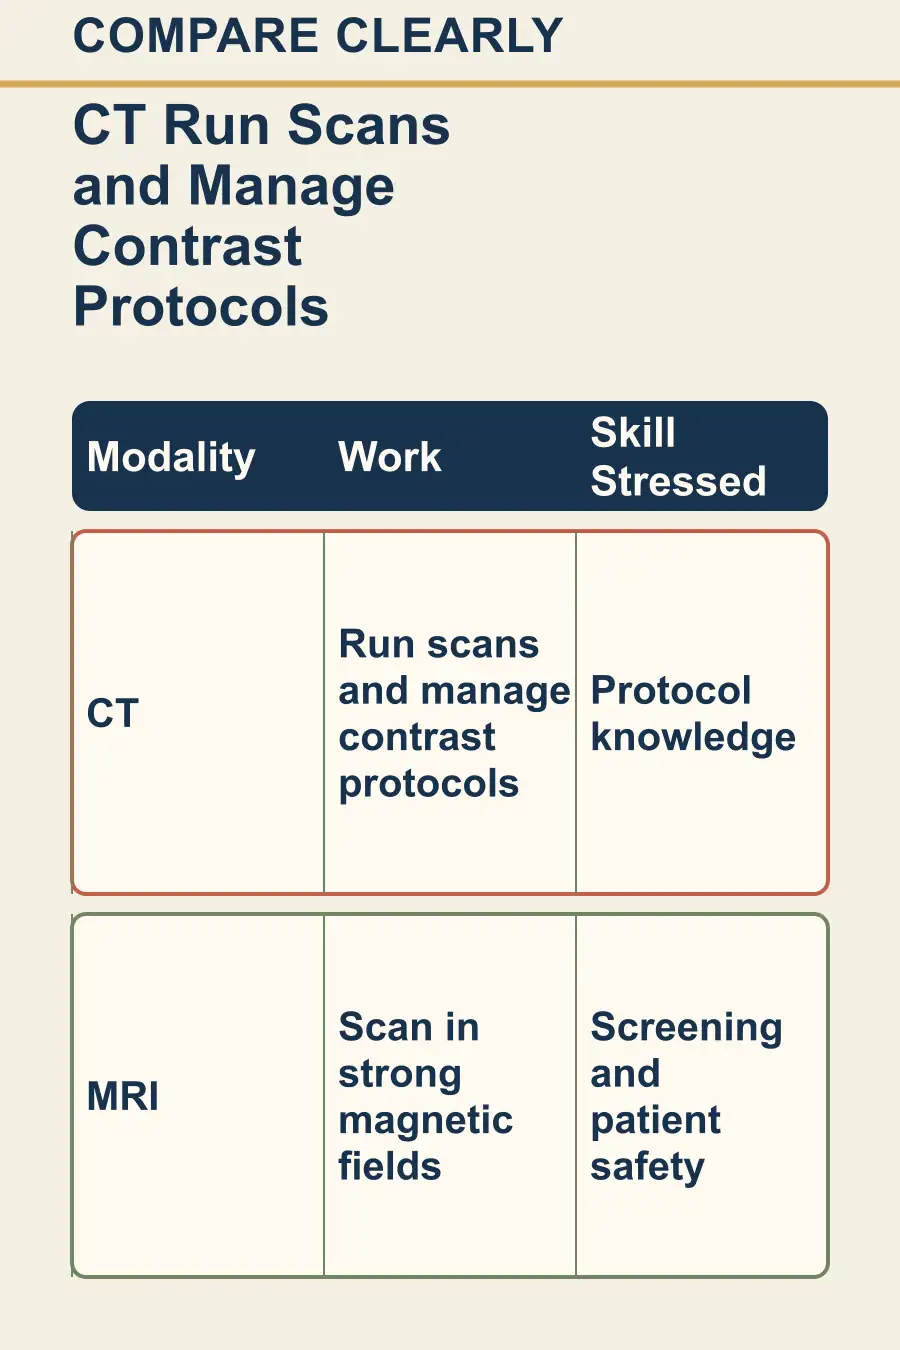 COMPARE CLEARLY
CT Run Scans
and Manage
Contrast
Protocols
Modality
Work
Skill
Stressed
CT
Run scans
and manage
contrast
protocols
Protocol
knowledge
MRI
Scan in
strong
magnetic
fields
Screening
and
patient
safety